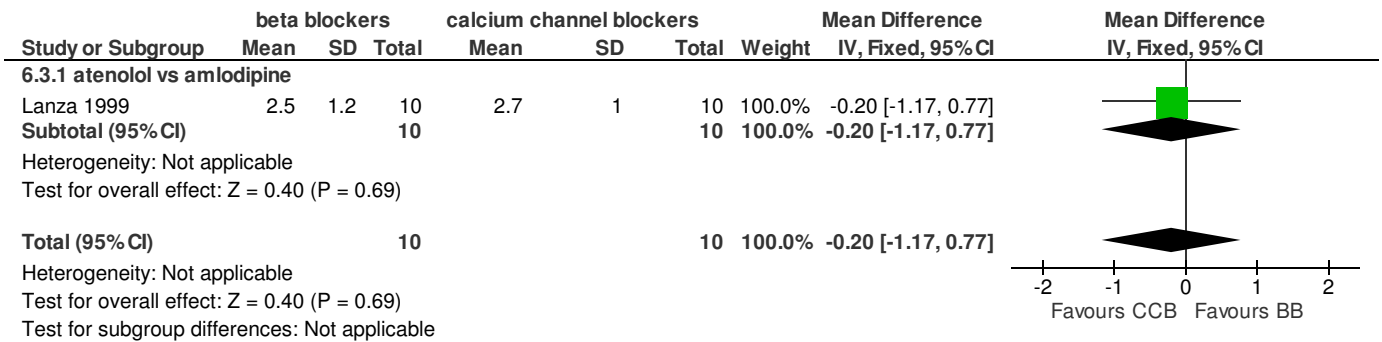 beta blockers calcium channel blockers Mean Difference Mean Difference
Study or Subgroup Mean SD Total Mean SD Total Weight IV, Fixed, 95% CI IV, Fixed, 95% CI
6.3.1 atenolol vs amlodipine
Lanza 1999 2.5 1.2 10 2.7 1 10 100.0% -0.20 [-1.17, 0.77]
Subtotal (95% CI) 10 10 100.0% -0.20 [-1.17, 0.77]
Heterogeneity: Not applicable
Test for overall effect: Z = 0.40 (P = 0.69)
Total (95% CI) 10 10 100.0% -0.20 [-1.17, 0.77]
Heterogeneity: Not applicable
Test for overall effect: Z = 0.40 (P = 0.69)
Test for subgroup differences: Not applicable
-2 -1 0 1 2
Favours CCB Favours BB